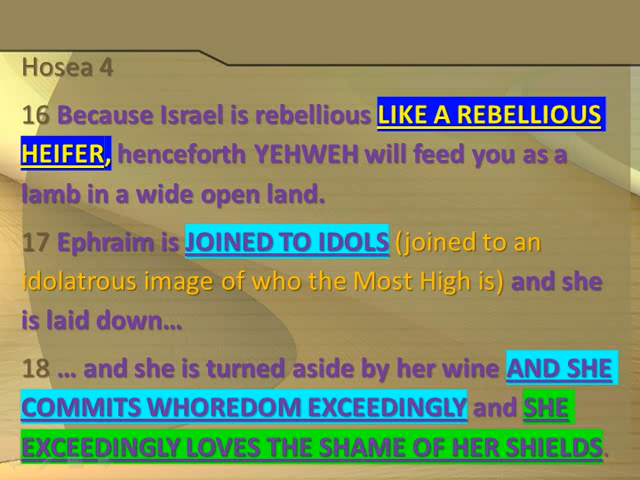 Hosea 4
16 Because Israel is rebellious LIKE A REBELLIOUS
HEIFER, henceforth YEHWEH will feed you as a
lamb in a wide open land.
17 Ephraim is JOINED TO IDOLS (joined to an
idolatrous image of who the Most High is) and she
is laid down…
18 … and she is turned aside by her wine AND SHE
COMMITS WHOREDOM EXCEEDINGLY and SHE
EXCEEDINGLY LOVES THE SHAME OF HER SHIELDS.